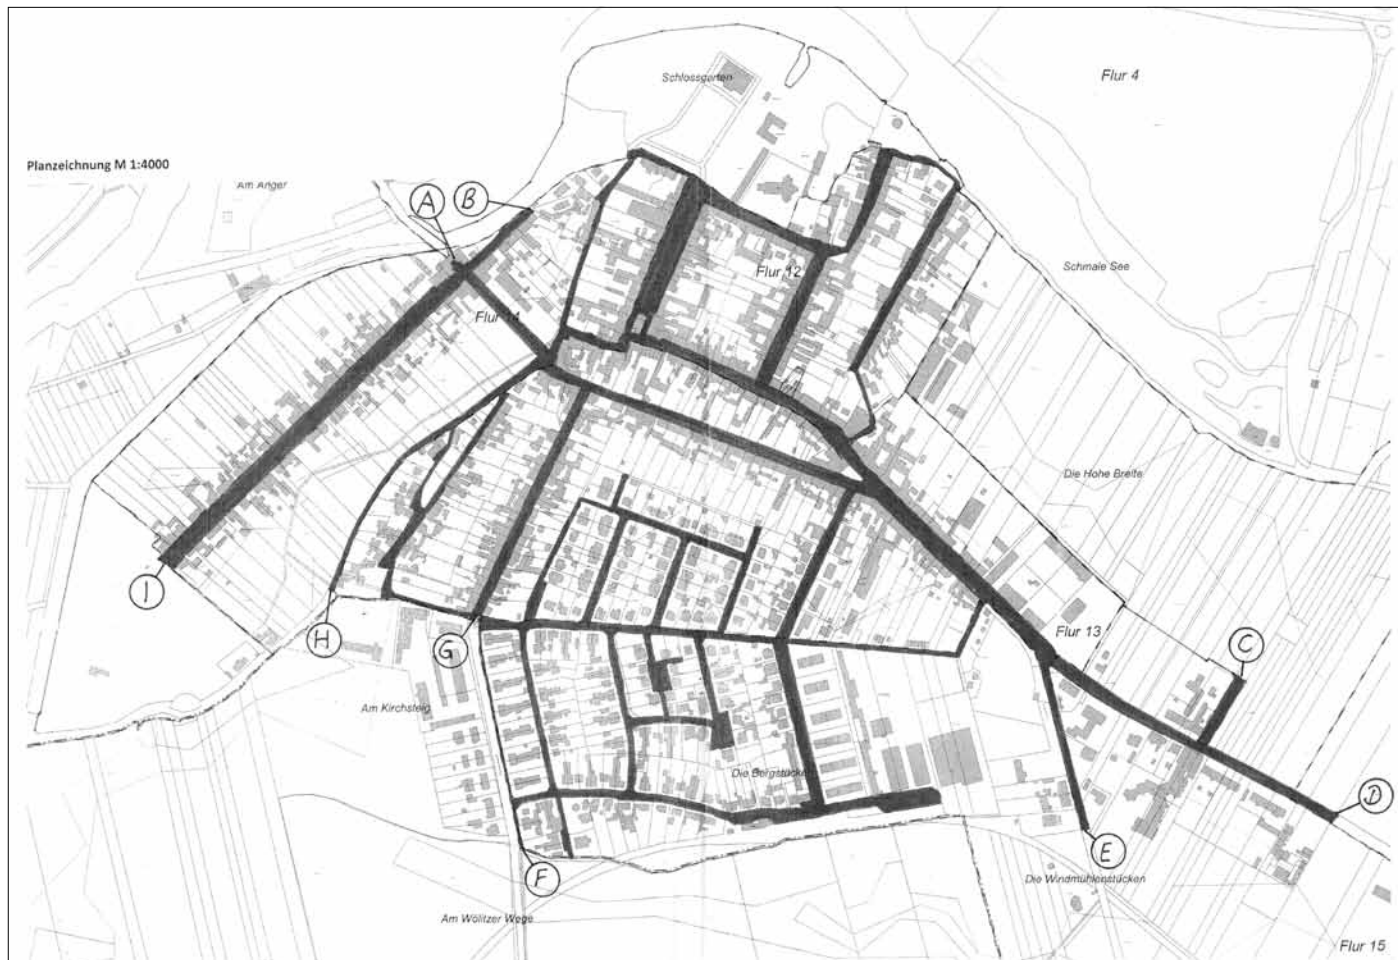 Schlossgarten
Flur 4
Planzeichnung M 1:4000
Am Anger
A
B
Flur 12
Schmale See
Flur 14
Die Hohe Breite
I
H
G
Flur 13
C
Am Kirchsteig
Die Bergstücken
D
E
F
Die Windmühlenstücken
Am Wölitzer Wege
Flur 15